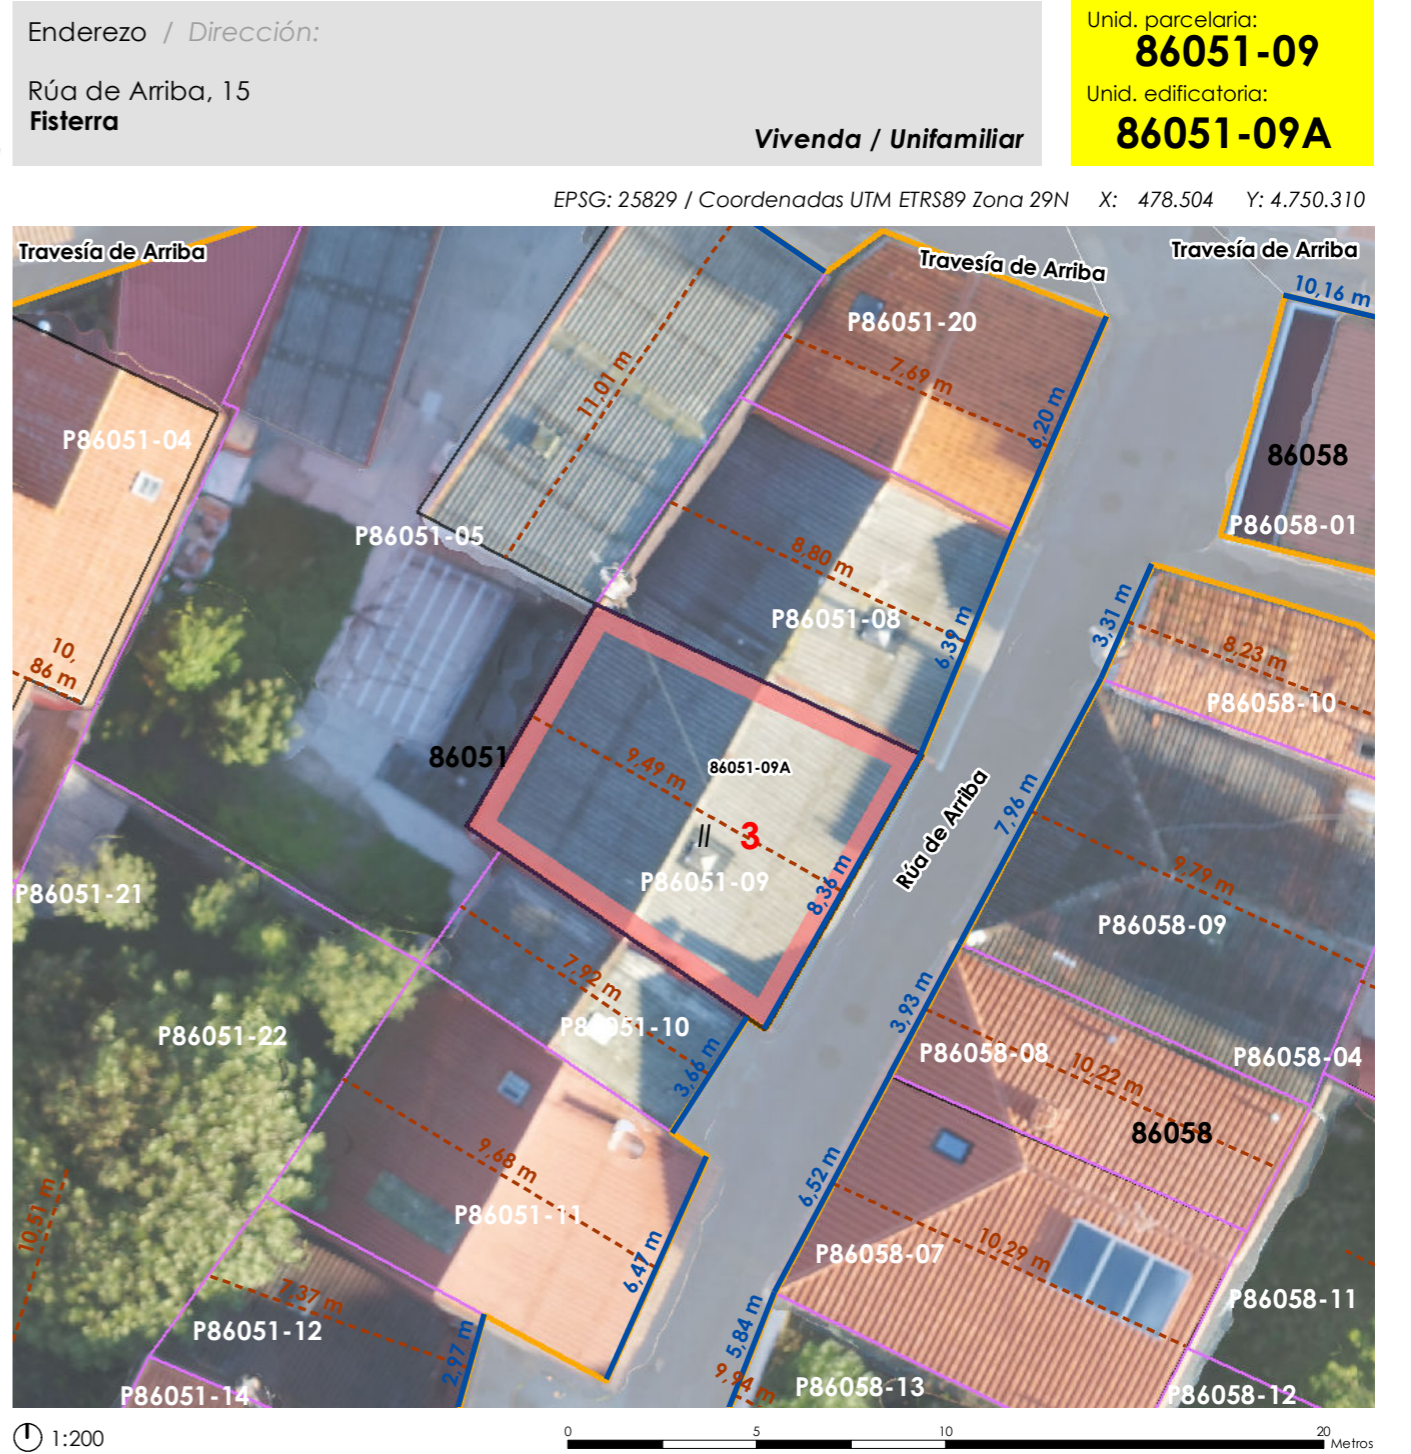 Enderezo / Dirección:
Rúa de Arriba, 15
Fisterra
Vivenda / Unifamiliar
Unid. parcelaria:
86051-09
Unid. edificatoria:
86051-09A
EPSG: 25829 / Coordenadas UTM ETRS89 Zona 29N X: 478.504 Y: 4.750.310
Travesía de Arriba
Travesía de Arriba
Travesía de Arriba
10,16 m
P86051-20
7,69 m
11,01 m
6,20 m
P86051-04
86058
P86058-01
P86051-05
8,80 m
P86051-08
6,39 m
3,31 m
8,23 m
P86058-10
10,
86 m
86051
9,49 m
86051-09A
II
3
P86051-09
8,36 m
Rúa de Arriba
7,96 m
9,79 m
P86058-09
P86051-21
7,92 m
P86051-10
3,93 m
P86051-22
3,66 m
P86058-08
10,22 m
P86058-04
86058
9,68 m
P86051-11
6,52 m
10,51 m
6,47 m
P86058-07
10,29 m
P86058-11
7,37 m
P86051-12
2,97 m
5,84 m
9,94 m
P86058-13
P86058-12
P86051-14
1:200
0 5 10 20 Metros